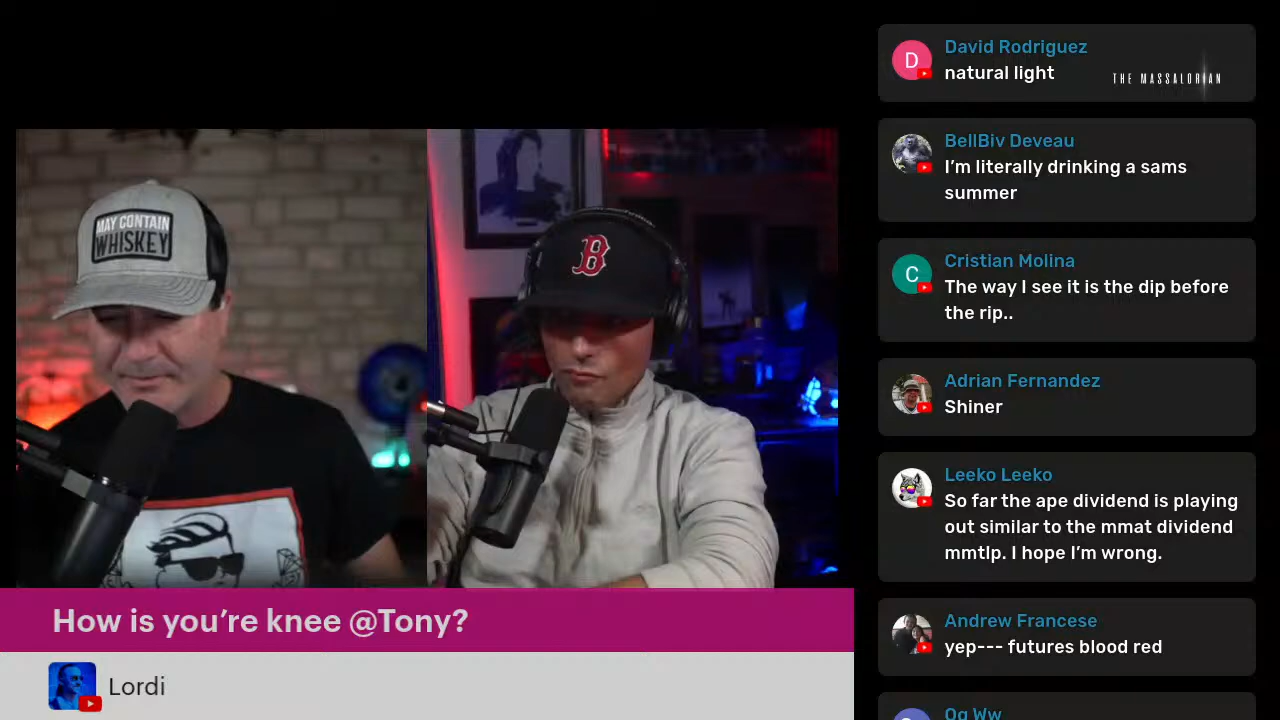 David Rodriguez
natural light
THE MASSALORIAN
BellBiv Deveau
I'm literally drinking a sams
summer
Cristian Molina
C
The way I see it is the dip before
the rip..
Adrian Fernandez
Shiner
Leeko Leeko
So far the ape dividend is playing
out similar to the mmat dividend
mmtlp. I hope I'm wrong.
Andrew Francese
yep--- futures blood red
Og Ww
D
MAY CONTAIN
WHISKEY
B
How is you're knee @Tony?
Lordi